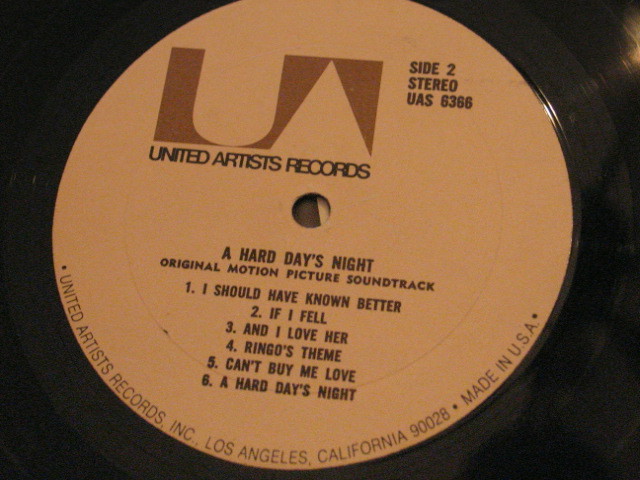 UA
SIDE 2
STEREO
UAS 6366
UNITED ARTISTS RECORDS
A HARD DAY'S NIGHT
ORIGINAL MOTION PICTURE SOUNDTRACK
1. I SHOULD HAVE KNOWN BETTER
2. IF I FELL
3. AND I LOVE HER
4. RINGO'S THEME
5. CAN'T BUY ME LOVE
6. A HARD DAY'S NIGHT
• UNITED ARTISTS RECORDS, INC., LOS ANGELES, CALIFORNIA 90028 • MADE IN U.S.A. •